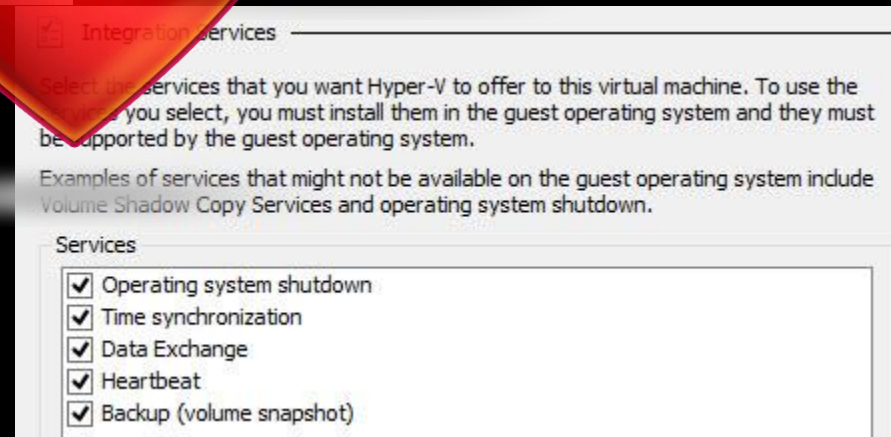 Integration Services
Select the services that you want Hyper-V to offer to this virtual machine. To use the
services you select, you must install them in the guest operating system and they must
be supported by the guest operating system.
Examples of services that might not be available on the guest operating system include
Volume Shadow Copy Services and operating system shutdown.
Services
Operating system shutdown
Time synchronization
Data Exchange
Heartbeat
Backup (volume snapshot)